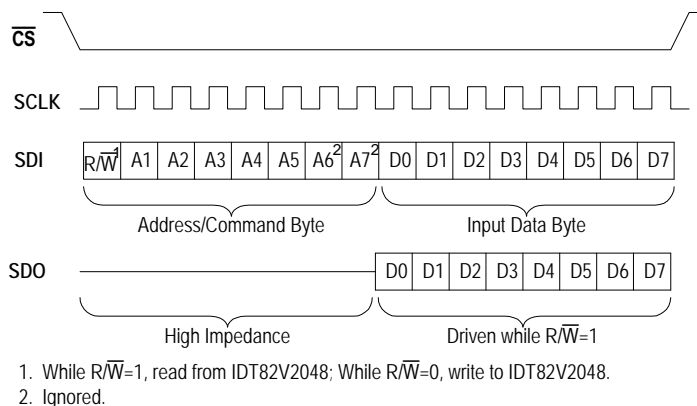 CS
SCLK
SDI R/W1 A1 A2 A3 A4 A5 A62 A72 D0 D1 D2 D3 D4 D5 D6 D7
Address/Command Byte Input Data Byte
SDO D0 D1 D2 D3 D4 D5 D6 D7
High Impedance Driven while R/W=1
1. While R/W=1, read from IDT82V2048; While R/W=0, write to IDT82V2048.
2. Ignored.